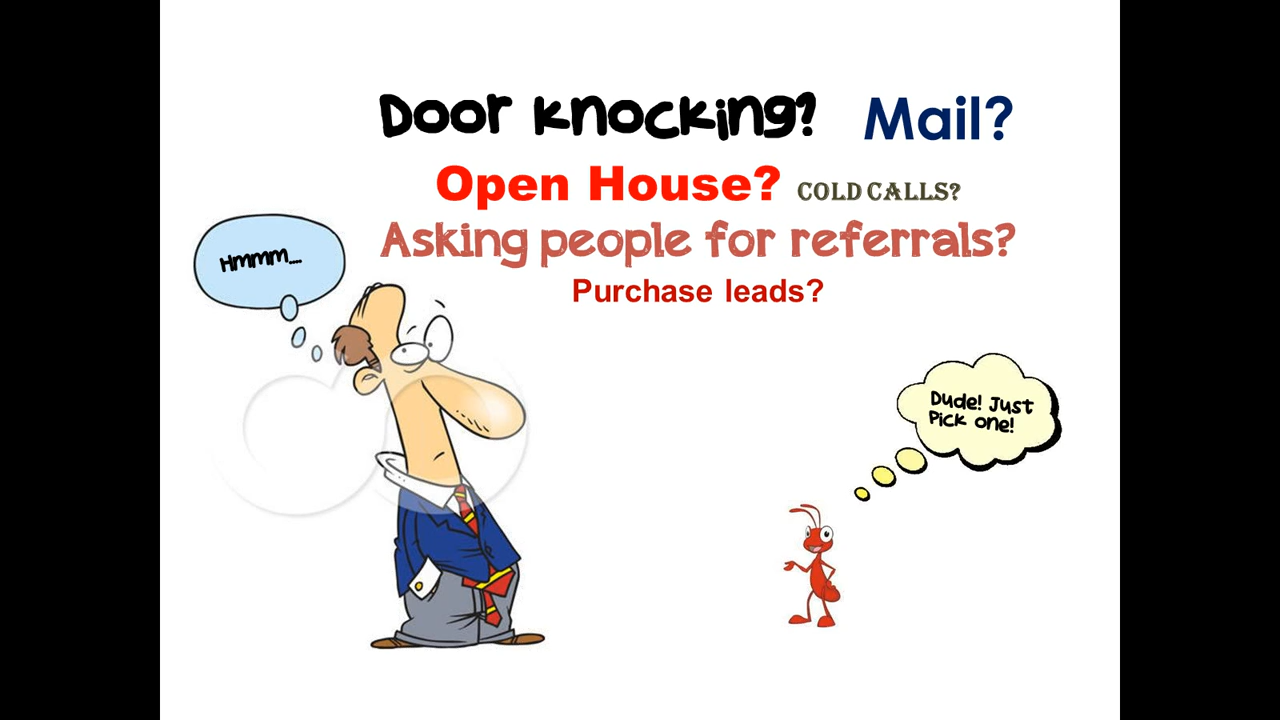 Door knocking? Mail?
Open House? COLD CALLS?
Asking people for referrals?
Purchase leads?
Hmmm....
Dude! Just
Pick one!